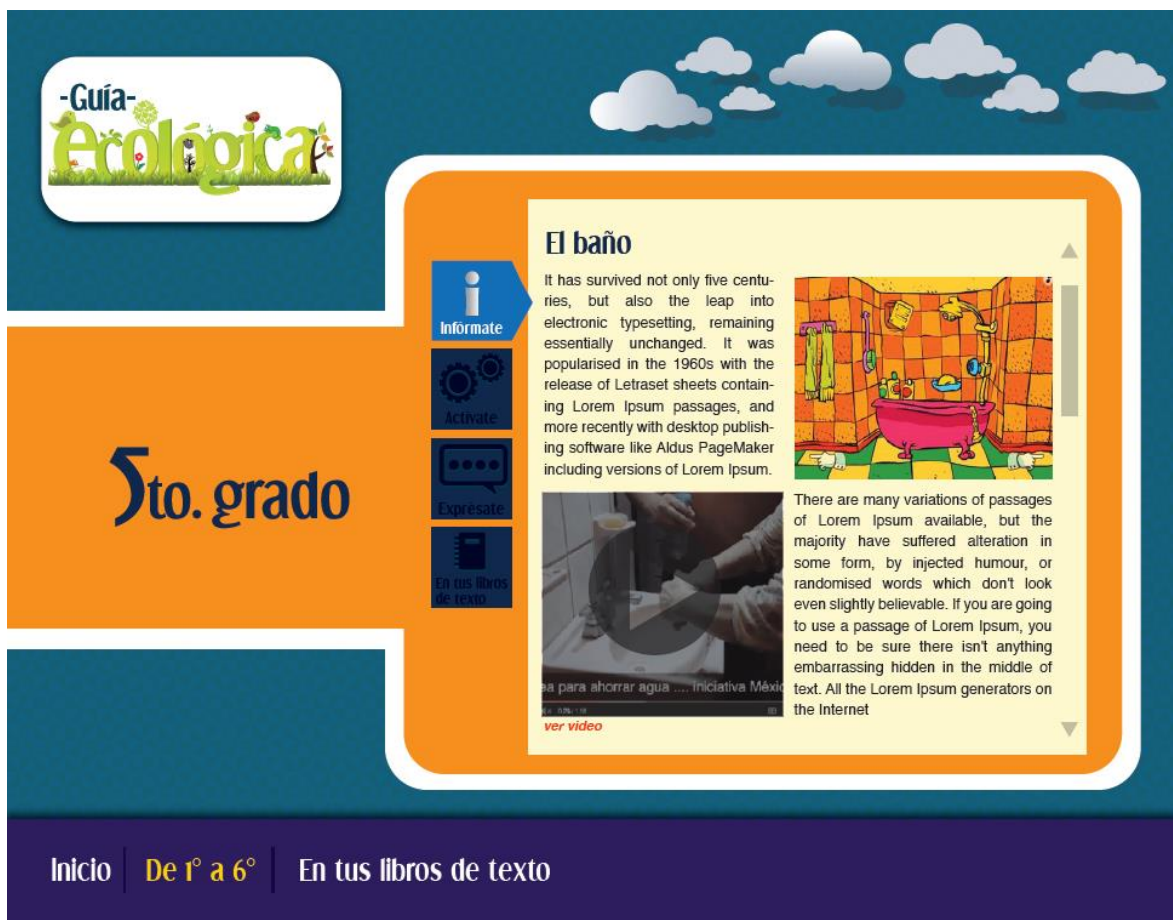 -Guía-
ecológica
5to. grado
Infórmate
Actívate
Exprésate
En tus libros
de texto
El baño
It has survived not only five centu-
ries, but also the leap into
electronic typesetting, remaining
essentially unchanged. It was
popularised in the 1960s with the
release of Letraset sheets contain-
ing Lorem Ipsum passages, and
more recently with desktop publish-
ing software like Aldus PageMaker
including versions of Lorem Ipsum.
ea para ahorrar agua .... iniciativa Méxic
ver video
There are many variations of passages
of Lorem Ipsum available, but the
majority have suffered alteration in
some form, by injected humour, or
randomised words which don't look
even slightly believable. If you are going
to use a passage of Lorem Ipsum, you
need to be sure there isn't anything
embarrassing hidden in the middle of
text. All the Lorem Ipsum generators on
the Internet
Inicio
De 1° a 6°
En tus libros de texto